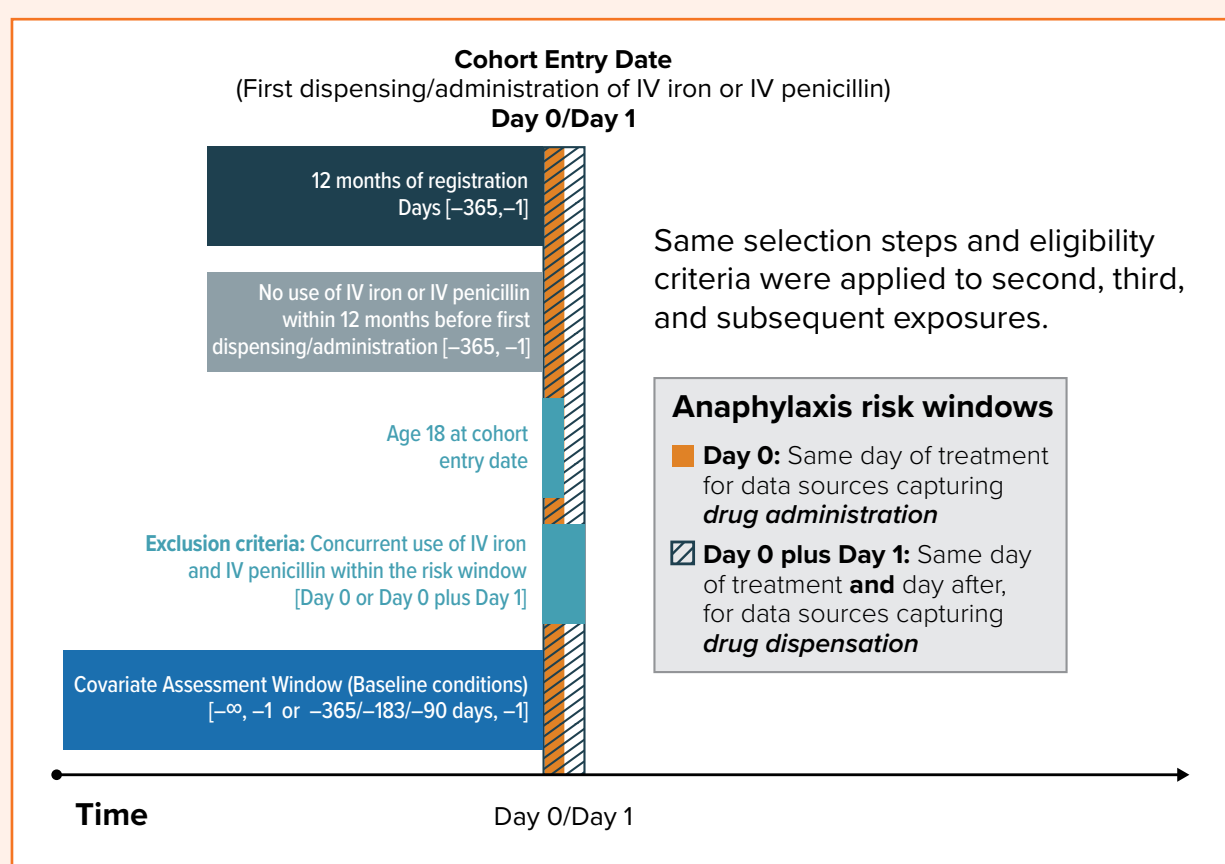 Cohort Entry Date
(First dispensing/administration of IV iron or IV penicillin)
Day 0/Day 1
12 months of registration
Days [–365,–1]
No use of IV iron or IV penicillin
within 12 months before first
dispensing/administration [–365, –1]
Age 18 at cohort
entry date
Exclusion criteria: Concurrent use of IV iron
and IV penicillin within the risk window
[Day 0 or Day 0 plus Day 1]
Covariate Assessment Window (Baseline conditions)
[–∞, -1 or –365/–183/–90 days, –1]
Same selection steps and eligibility
criteria were applied to second, third,
and subsequent exposures.
Anaphylaxis risk windows
Day 0: Same day of treatment
for data sources capturing
drug administration
Day 0 plus Day 1: Same day
of treatment and day after,
for data sources capturing
drug dispensation
Time
Day 0/Day 1